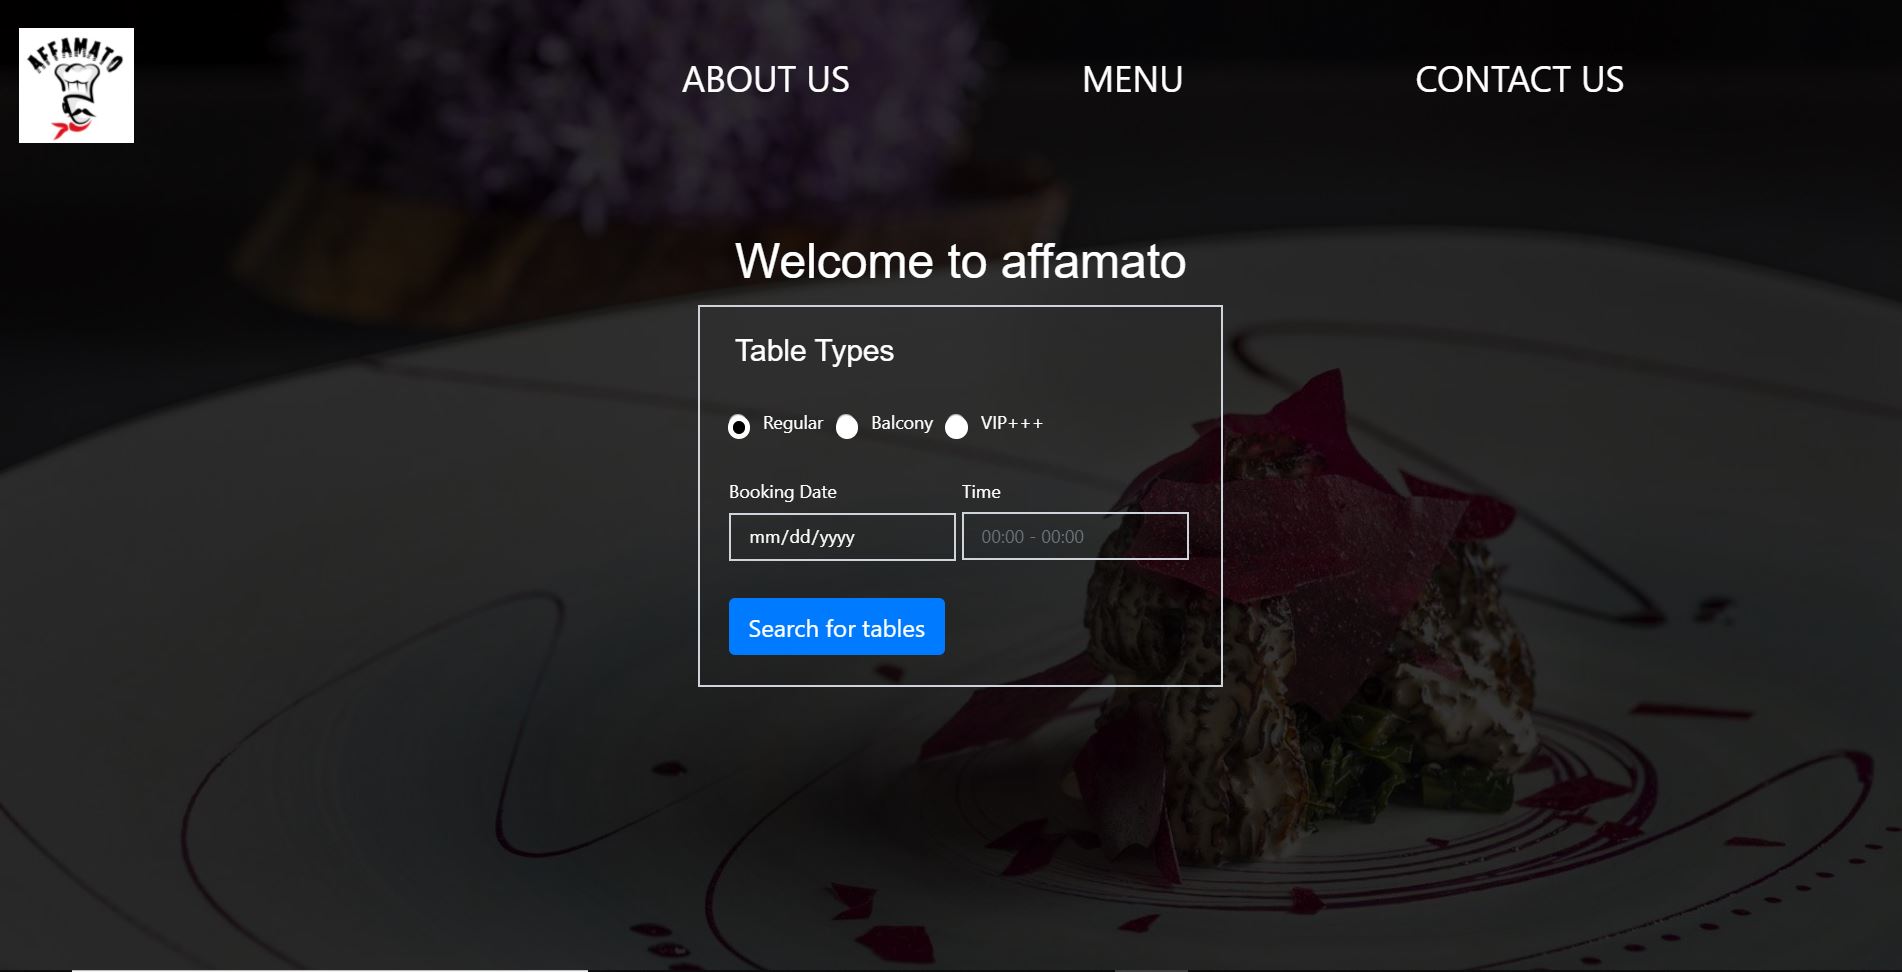 AFFAMATO
ABOUT US MENU CONTACT US
Welcome to affamato
Table Types
Regular Balcony VIP+++
Booking Date Time
mm/dd/yyyy 00:00 - 00:00
Search for tables